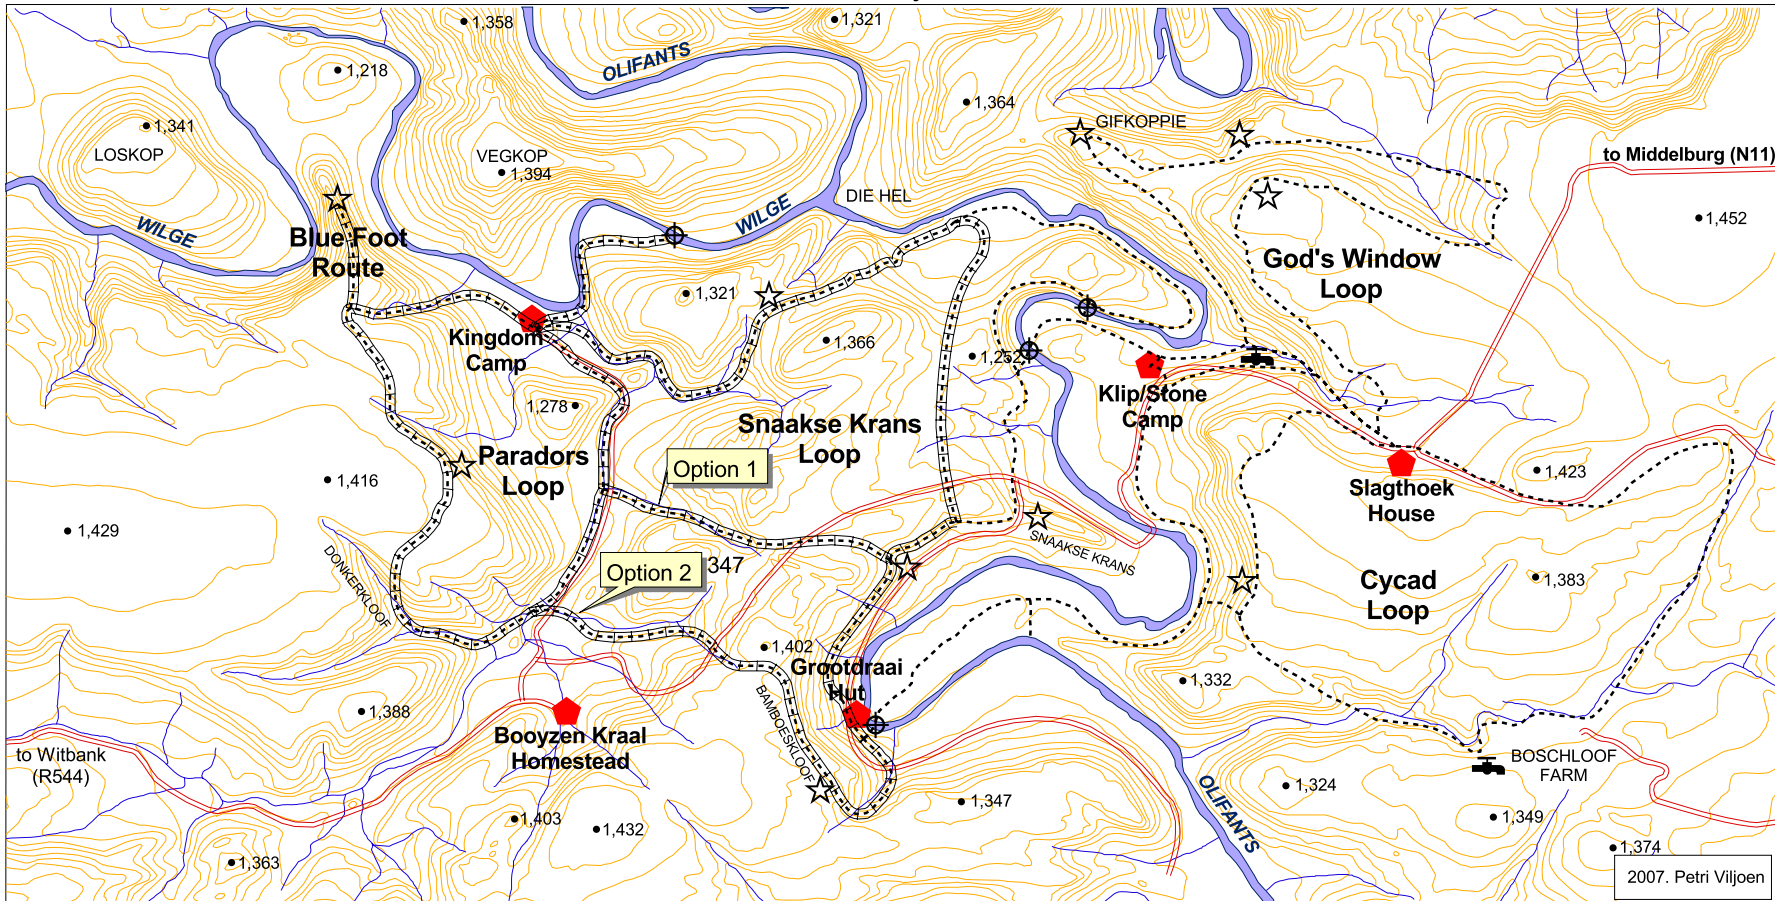 1,358
1,321
OLIFANTS
1,218
1,364
1,341
GIFKOPPIE
LOSKOP
VEGKOP
1,394
to Middelburg (N11)
DIE HEL
WILGE
WILGE
1,452
Blue Foot
Route
God's Window
Loop
1,321
Kingdom
Camp
1,366
1,252
Klip/Stone
Camp
1,278
Snaakse Krans
Loop
Paradors
Loop
Option 1
1,416
1,423
Slagthoek
House
1,429
SNAAKSE KRANS
DONKERKLOOF
Option 2
347
Cycad
Loop
1,383
1,402
Grootdraai
Hut
1,332
BAMBOESKLOOF
1,388
Booyzen Kraal
Homestead
to Witbank
(R544)
BOSCHLOOF
FARM
OLIFANTS
1,324
1,347
1,349
1,403
1,432
1,363
1,374
2007. Petri Viljoen